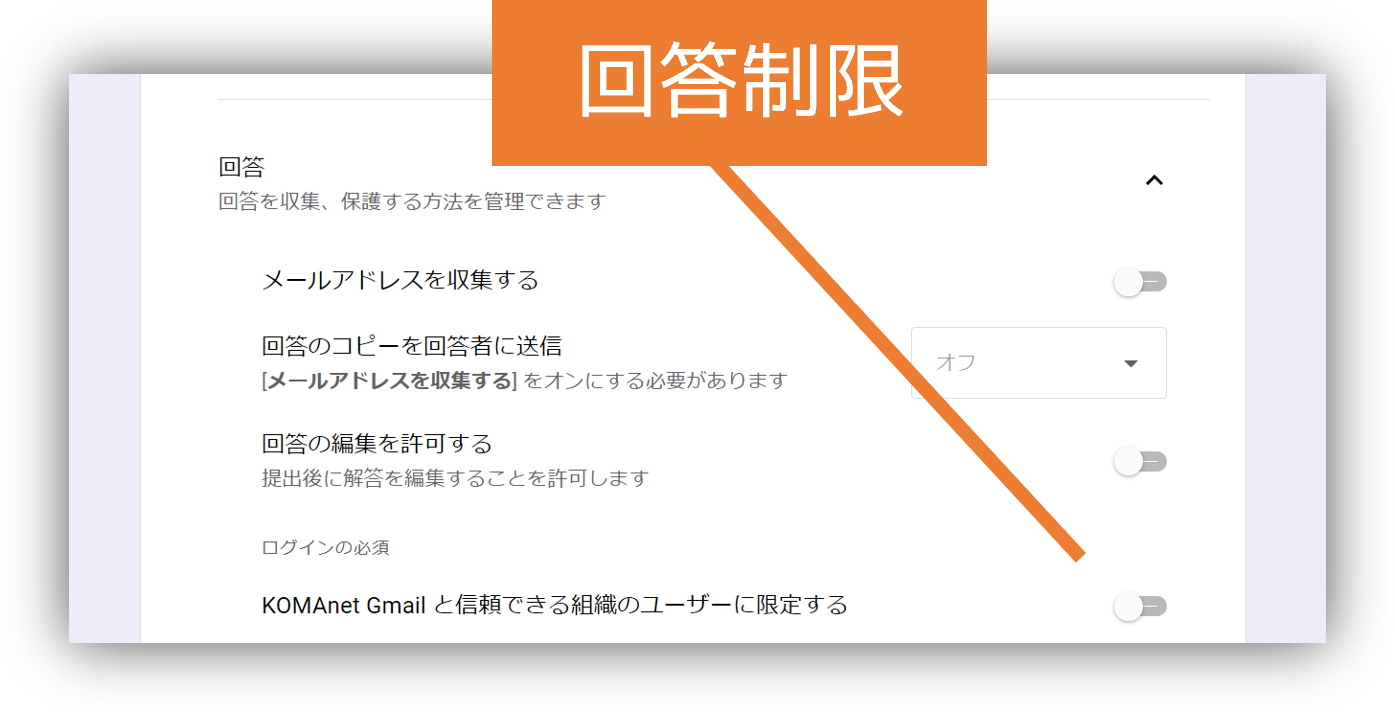 回答制限
回答
回答を収集、保護する方法を管理できます
メールアドレスを収集する
回答のコピーを回答者に送信
[メールアドレスを収集する] をオンにする必要があります
オフ
回答の編集を許可する
提出後に解答を編集することを許可します
ログインの必須
KOMAnet Gmail と信頼できる組織のユーザーに限定する